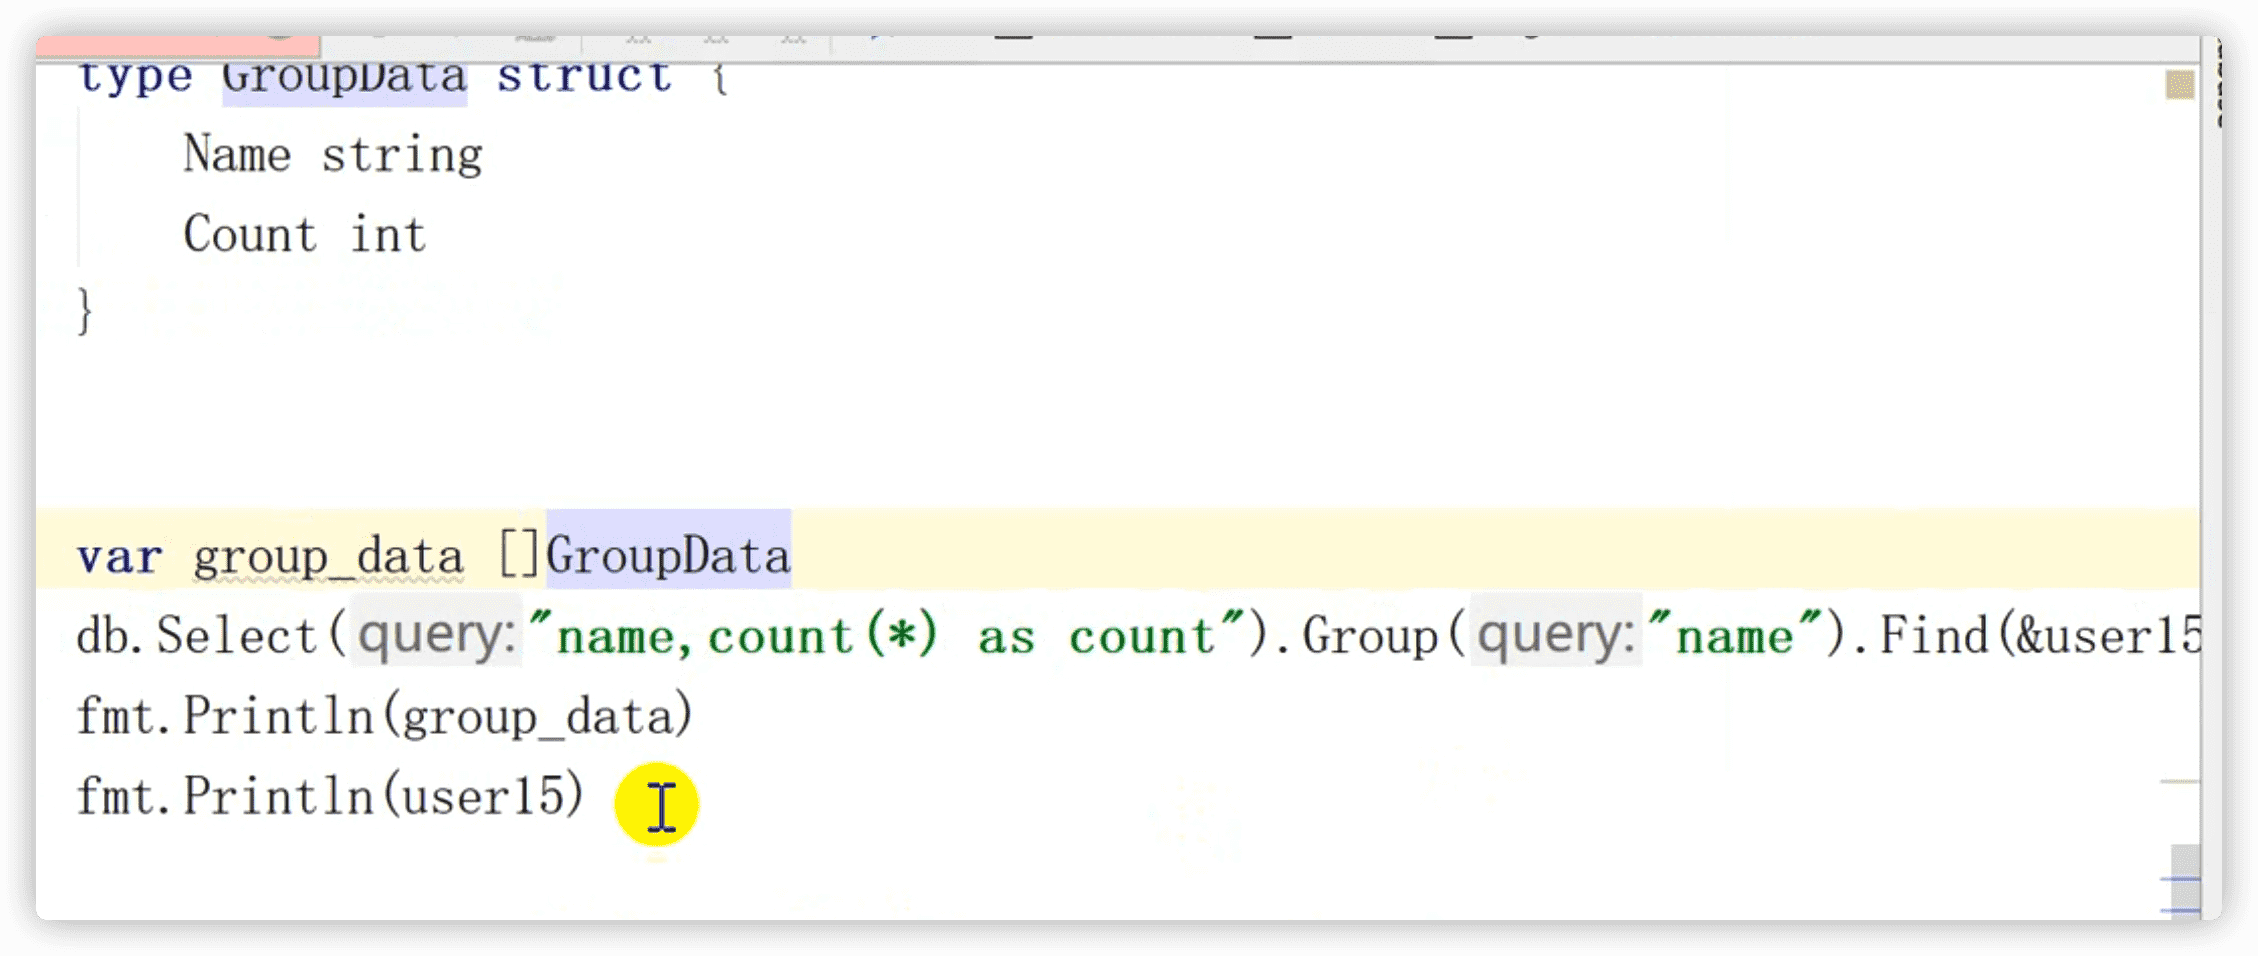 type GroupData struct {
Name string
Count int
}
var group_data []GroupData
db.Select( query: "name,count(*) as count").Group( query: "name").Find(&user15
fmt.Println(group_data)
fmt.Println(user15)